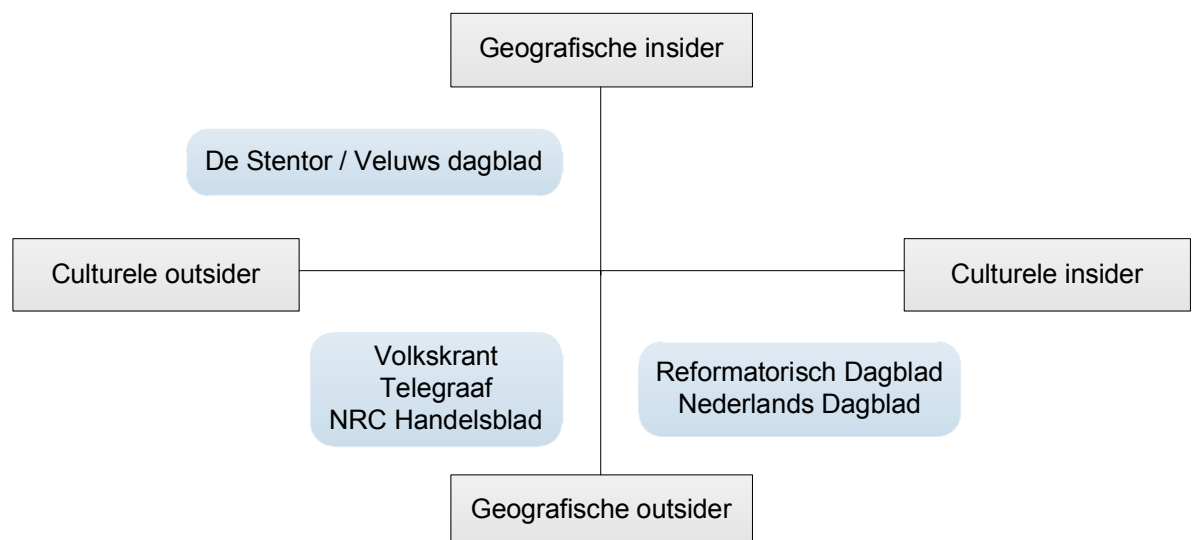 Geografische insider
De Stentor / Veluws dagblad
Culturele outsider
Culturele insider
Volkskrant
Telegraaf
NRC Handelsblad
Reformatorisch Dagblad
Nederlands Dagblad
Geografische outsider